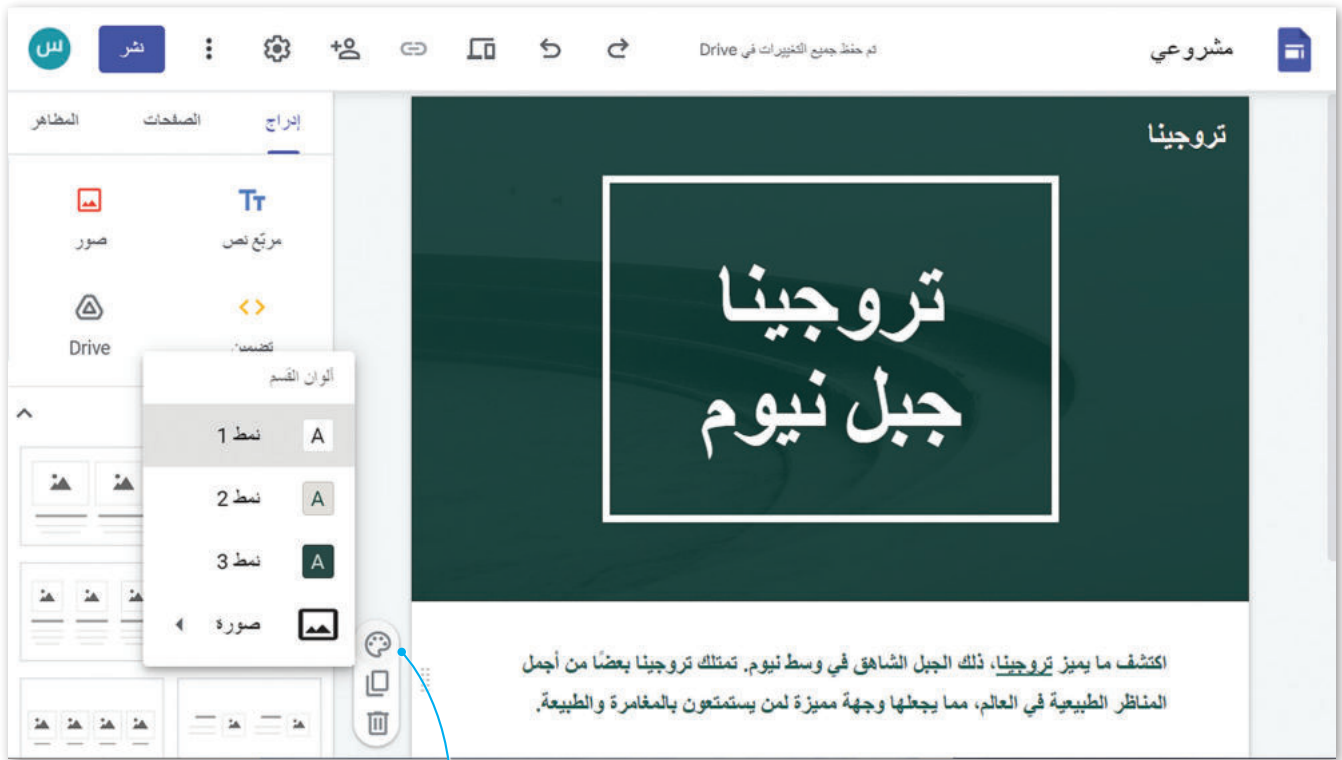 مشروعي
تم حفظ جميع التغييرات في Drive
نشر
س
إدراج
الصفحات
المظاهر
Tт
مربّع نص
صور
تضمين
Drive
ألوان القسم
A نمط 1
A نمط 2
A نمط 3
صورة
تروجينا
تروجينا
جبل نيوم
اكتشف ما يميز تروجينا، ذلك الجبل الشاهق في وسط نيوم. تمتلك تروجينا بعضًا من أجمل
المناظر الطبيعية في العالم، مما يجعلها وجهة مميزة لمن يستمتعون بالمغامرة والطبيعة.